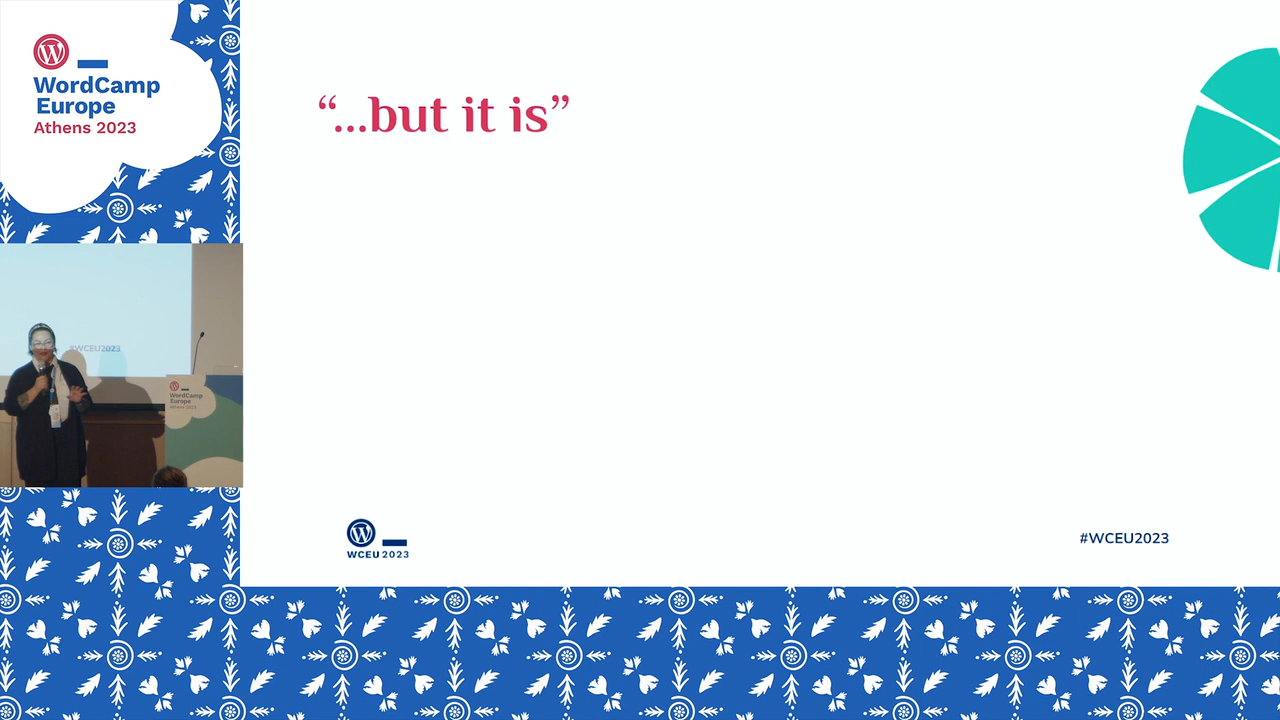 WordCamp
Europe
Athens 2023
“...but it is”
#WCEU2023
WordCamp
Europe
Athens 2023
WCEU 2023
#WCEU2023